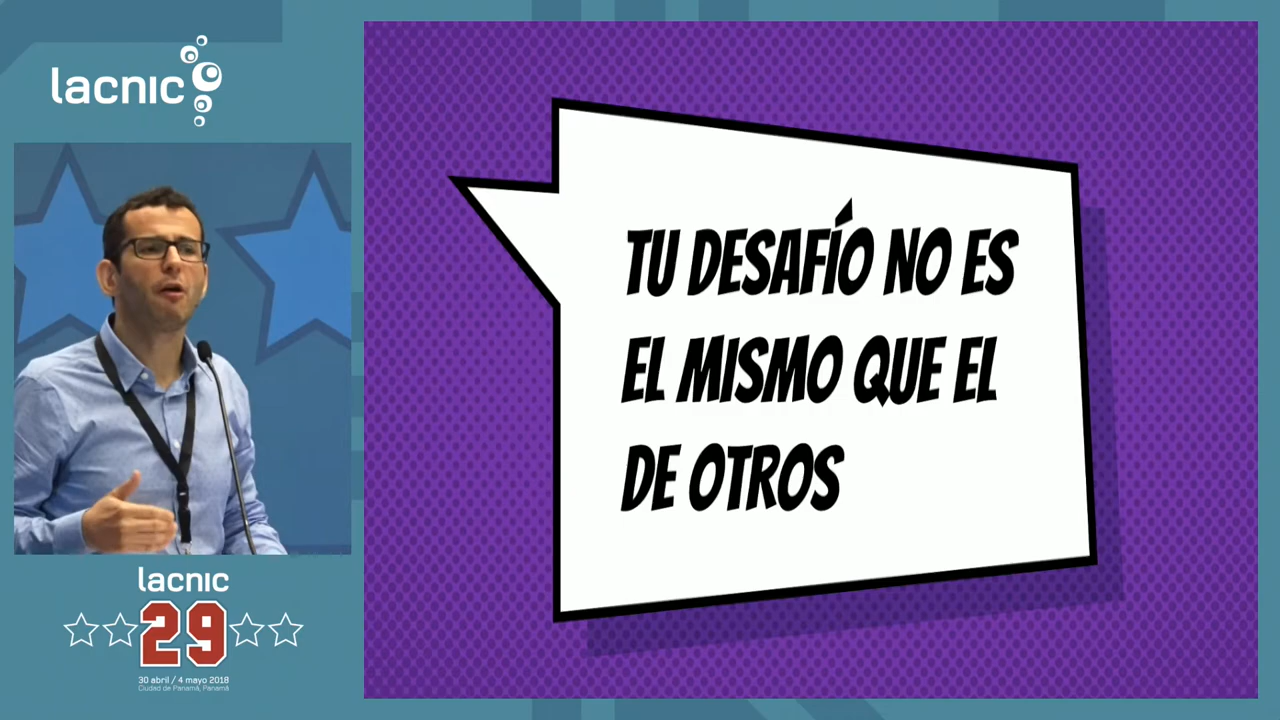 lacnic
TU DESAFÍO NO ES
EL MISMO QUE EL
DE OTROS
lacnic
29
30 abril / 4 mayo 2018
Ciudad de Panamá, Panamá